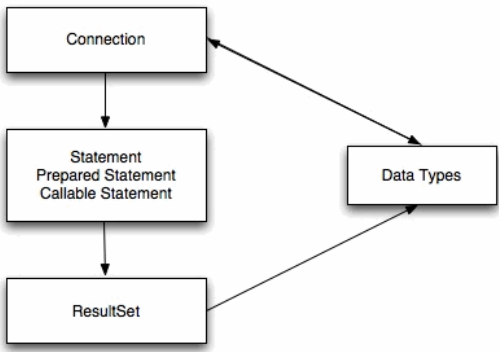 Connection
Statement
Prepared Statement
Callable Statement
Data Types
ResultSet